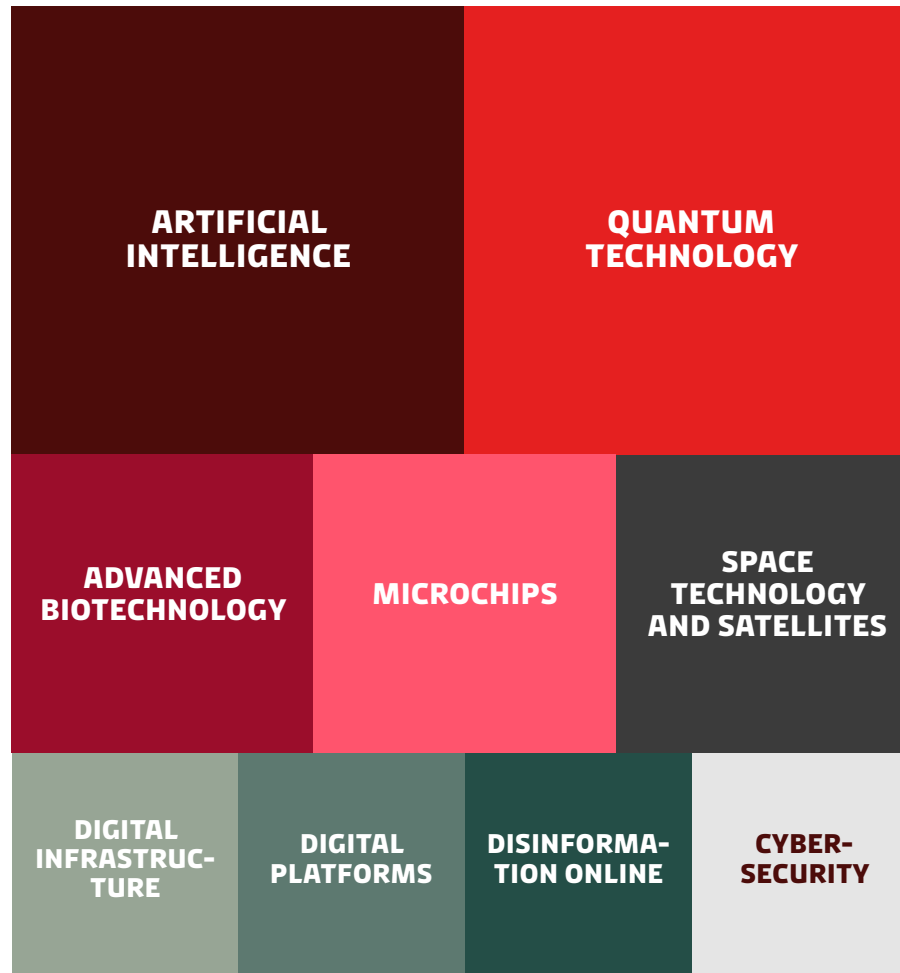 ARTIFICIAL
INTELLIGENCE
QUANTUM
TECHNOLOGY
ADVANCED
BIOTECHNOLOGY
MICROCHIPS
SPACE
TECHNOLOGY
AND SATELLITES
DIGITAL
INFRASTRUC-
TURE
DIGITAL
PLATFORMS
DISINFORMA-
TION ONLINE
CYBER-
SECURITY